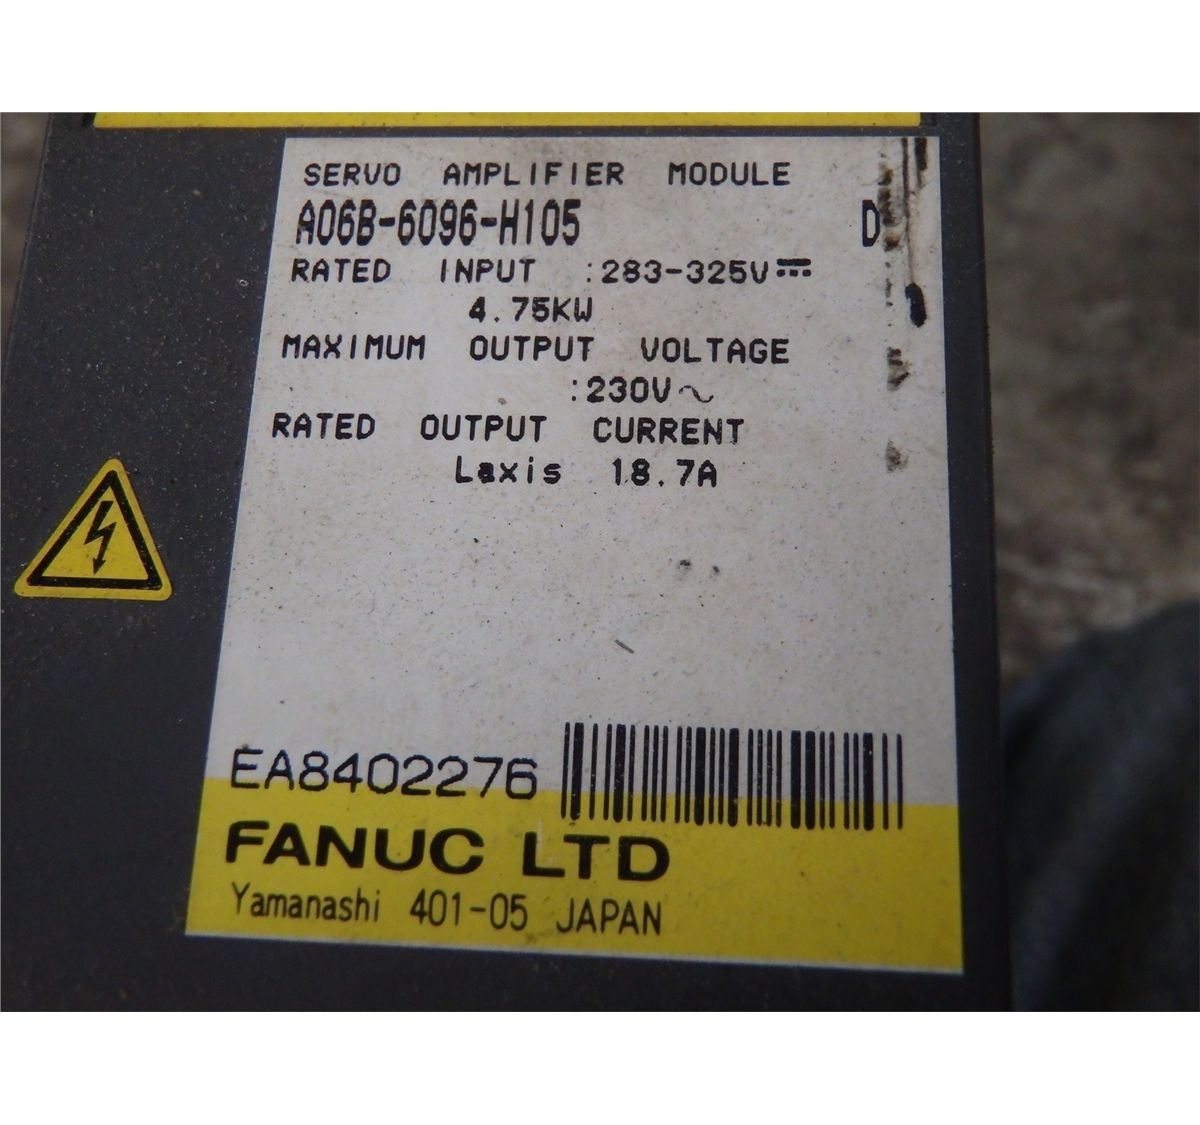 SERVO AMPLIFIER MODULE
A06B-6096-H105 D
RATED INPUT :283-325V⎓
4.75KW
MAXIMUM OUTPUT VOLTAGE
:230V~
RATED OUTPUT CURRENT
Laxis 18.7A
EA8402276
FANUC LTD
Yamanashi 401-05 JAPAN